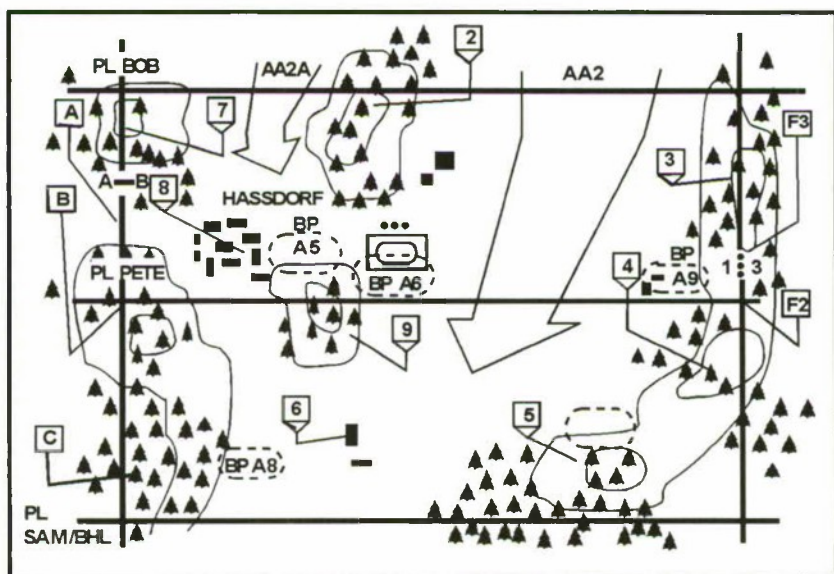 2
PL BOB
AA2A
AA2
A
7
F3
3
A B
8
B
HASSDORF
BP
A5
BP
A9
1 3
PL PETE
BP A6
4
9
F2
6
5
C
BP A8
PL
SAM/BHL